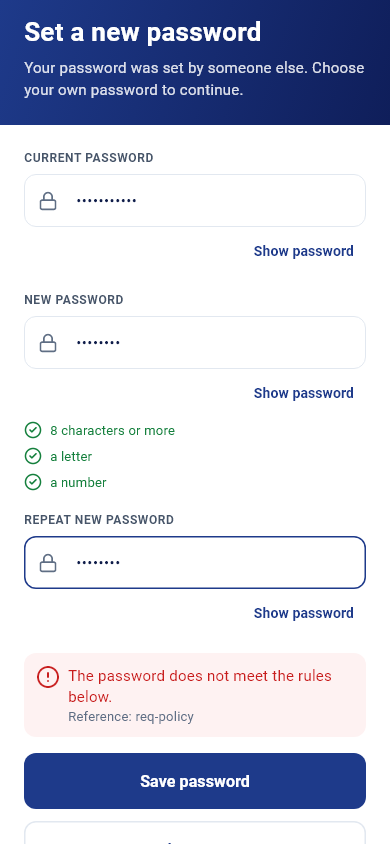 Set a new password
Your password was set by someone else. Choose
your own password to continue.
CURRENT PASSWORD
•••••••••••
Show password
NEW PASSWORD
••••••••
Show password
8 characters or more
a letter
a number
REPEAT NEW PASSWORD
••••••••
Show password
The password does not meet the rules
below.
Reference: req-policy
Save password